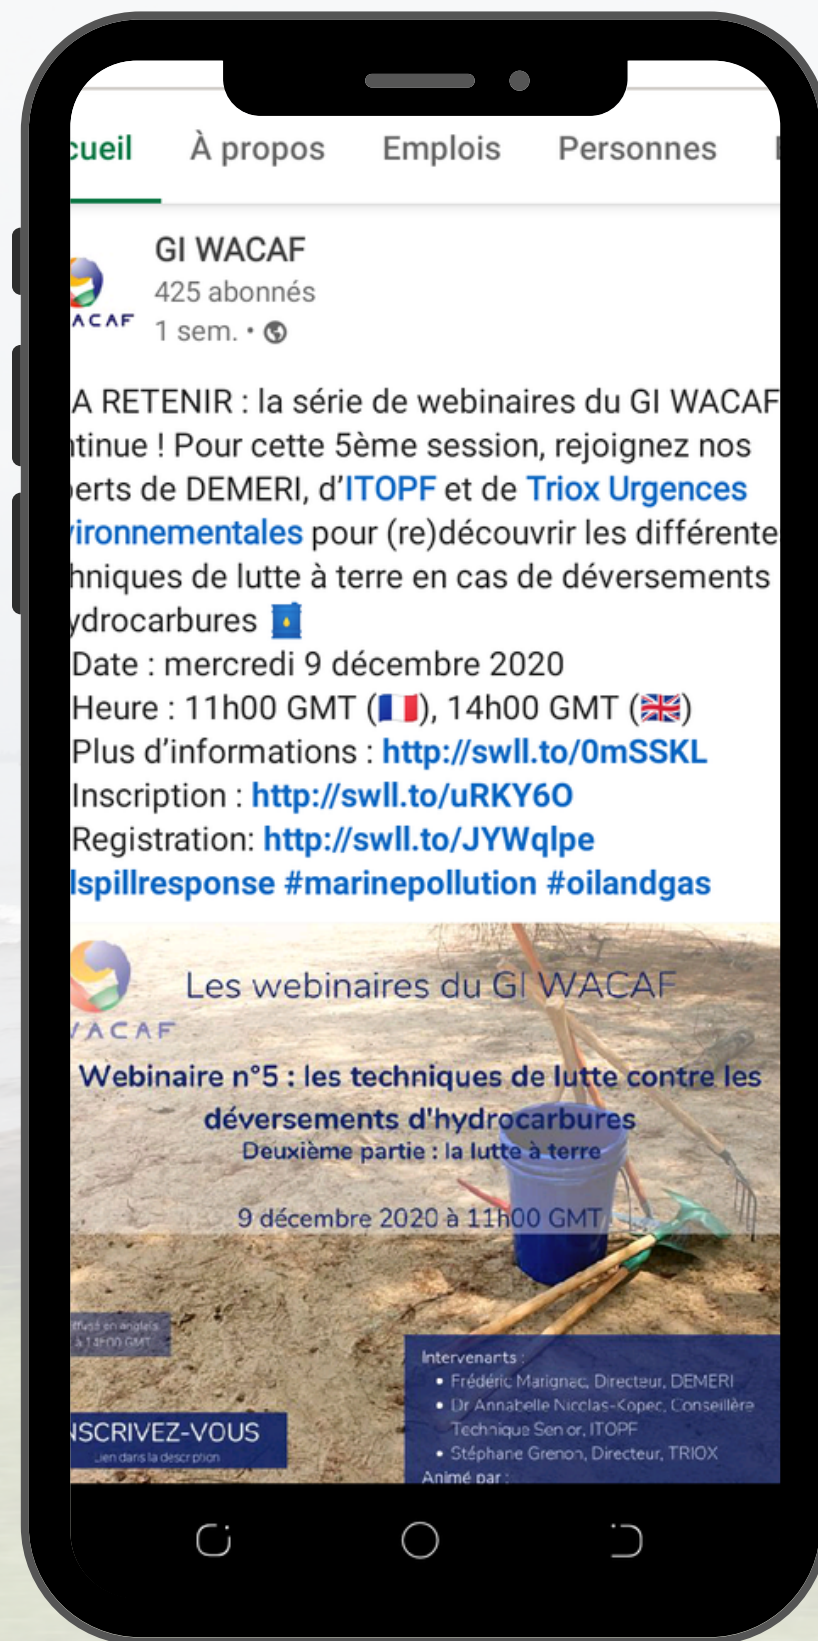 cueil À propos Emplois Personnes
GI WACAF
425 abonnés
ACAF
1 sem. •
A RETENIR : la série de webinaires du GI WACAF
ntinue ! Pour cette 5ème session, rejoignez nos
perts de DEMERI, d'ITOPF et de Triox Urgences
vironnementales pour (re)découvrir les différente
hniques de lutte à terre en cas de déversements
ydrocarbures
Date : mercredi 9 décembre 2020
Heure : 11h00 GMT (🇫🇷), 14h00 GMT (🇬🇧)
Plus d'informations : http://swll.to/0mSSKL
Inscription : http://swll.to/uRKY6O
Registration: http://swll.to/JYWqlpe
lspillresponse #marinepollution #oilandgas
Les webinaires du GI WACAF
WACAF
Webinaire n°5 : les techniques de lutte contre les
déversements d'hydrocarbures
Deuxième partie : la lutte à terre
9 décembre 2020 à 11h00 GMT
ffusé en anglais
à 14h00 GMT
NSCRIVEZ-VOUS
Lien dans la description
Intervenants :
• Frédéric Marignac, Directeur, DEMERI
• Dr Annabelle Nicolas-Kopec, Conseillère
Technique Senior, ITOPF
• Stéphane Grenon, Directeur, TRIOX
Animé par :